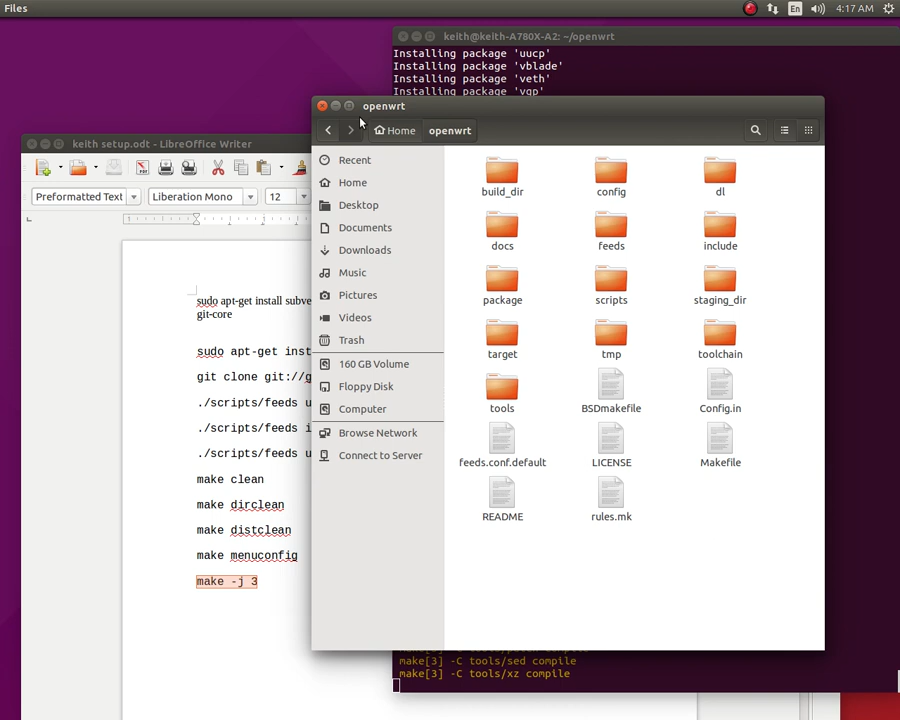 Files
En
4:17 AM
keith@keith-A780X-A2: ~/openwrt
Installing package 'uucp'
Installing package 'vblade'
Installing package 'veth'
Installing package 'vgp'
openwrt
Home
openwrt
Recent
Home
Desktop
Documents
Downloads
Music
Pictures
Videos
Trash
160 GB Volume
Floppy Disk
Computer
Browse Network
Connect to Server
build_dir
config
dl
docs
feeds
include
package
scripts
staging_dir
target
tmp
toolchain
tools
BSDmakefile
Config.in
feeds.conf.default
LICENSE
Makefile
README
rules.mk
keith setup.odt - LibreOffice Writer
Preformatted Text
Liberation Mono
12
sudo apt-get install subve
git-core
sudo apt-get inst
git clone git://g
./scripts/feeds u
./scripts/feeds i
./scripts/feeds u
make clean
make dirclean
make distclean
make menuconfig
make -j 3
make[3] -C tools/sed compile
make[3] -C tools/xz compile